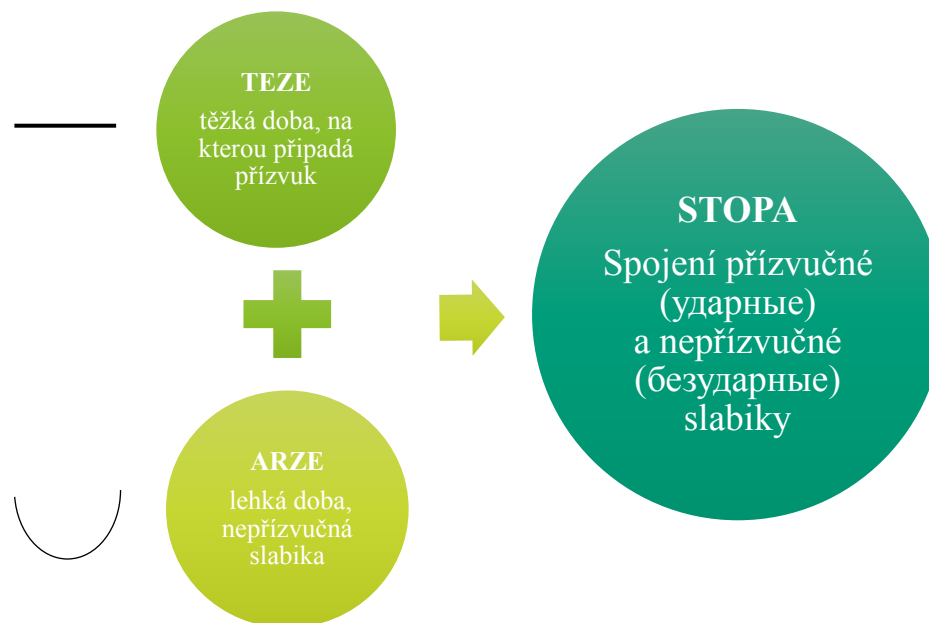 TEZE
těžká doba, na
kterou připadá
přízvuk
ARZE
lehká doba,
nepřízvučná
slabika
STOPA
Spojení přízvučné
(ударные)
a nepřízvučné
(безударные)
slabiky